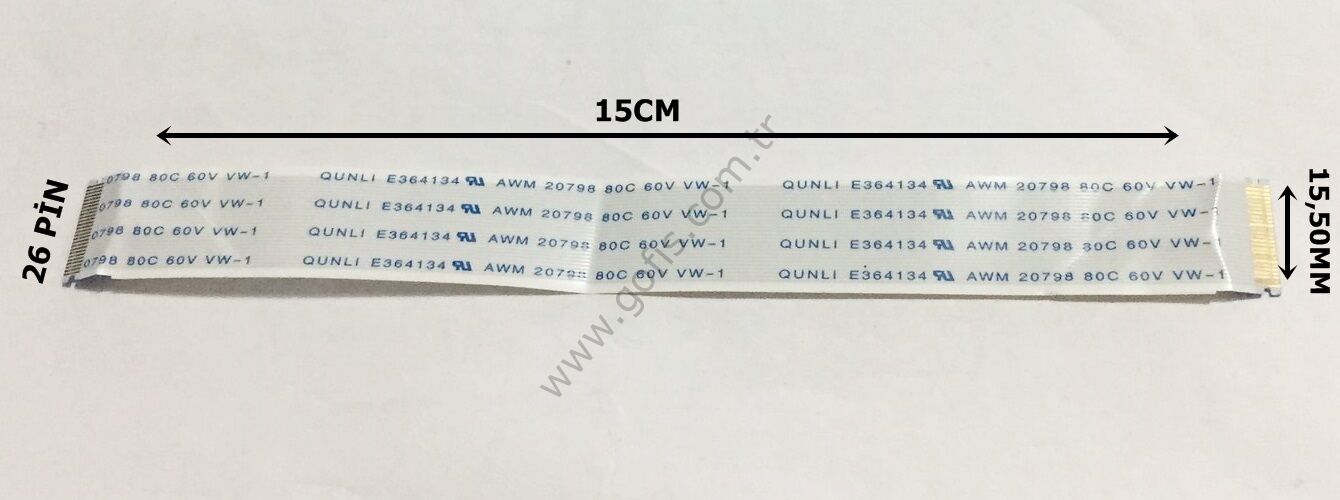 15CM
26 PİN
0798 80C 60V VW-1 QUNLI E364134 AWM 20798 80C 60V VW-1 QUNLI E364134 AWM 20798 80C 60V VW-1
0798 80C 60V VW-1 QUNLI E364134 AWM 20798 80C 60V VW-1 QUNLI E364134 AWM 20798 80C 60V VW-1
0798 80C 60V VW-1 QUNLI E364134 AWM 20798 80C 60V VW-1 QUNLI E364134 AWM 20798 80C 60V VW-1
0798 80C 60V VW-1 QUNLI E364134 AWM 20798 80C 60V VW-1 QUNLI E364134 AWM 20798 80C 60V VW-1
15,50MM
www.gofis.com.tr